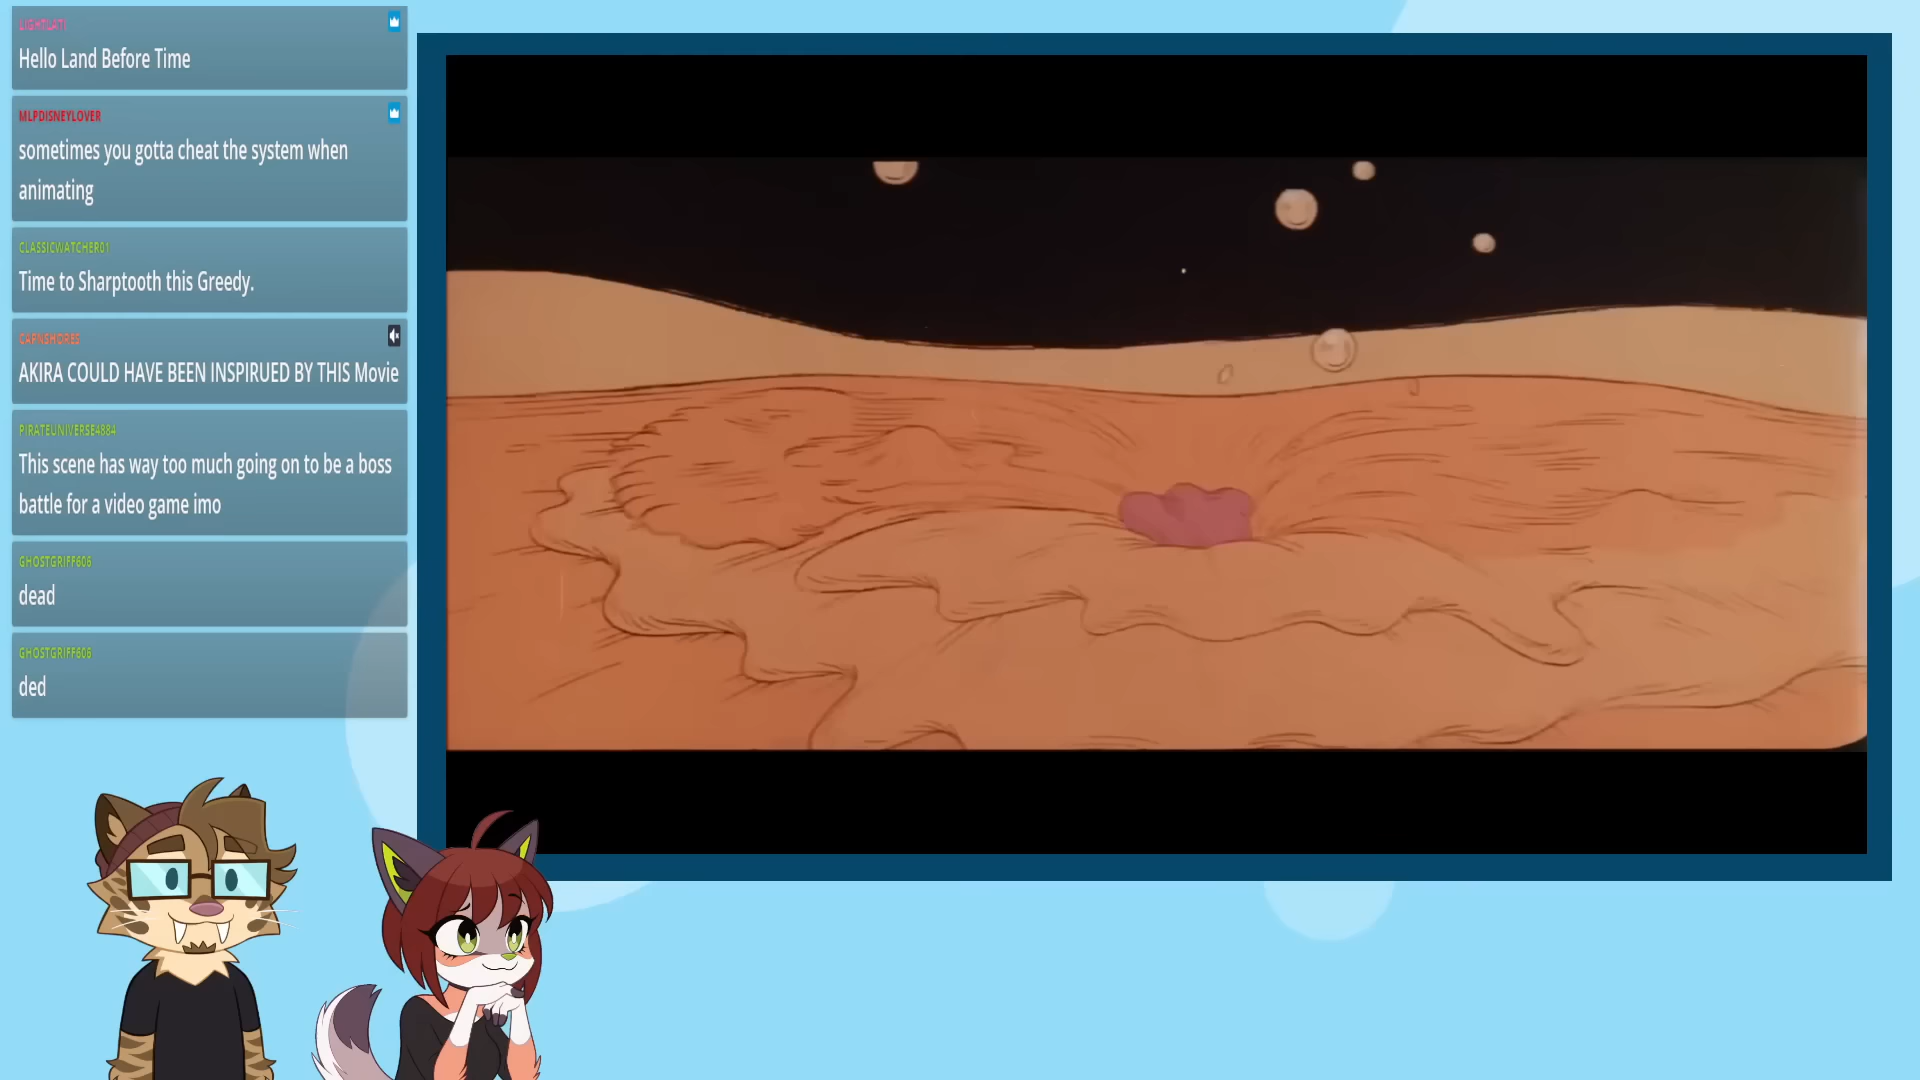 LIGHTLATI
Hello Land Before Time
MLPDISNEYLOVER
sometimes you gotta cheat the system when
animating
CLASSICWATCHER01
Time to Sharptooth this Greedy.
CARNSHORES
AKIRA COULD HAVE BEEN INSPIRUED BY THIS Movie
PIRATEUNIVERSE4884
This scene has way too much going on to be a boss
battle for a video game imo
GHOSTGRIFF606
dead
GHOSTGRIFF606
ded